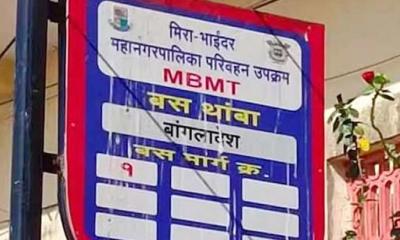 मिरा-भाईंदर
महानगरपालिका परिवहन उपक्रम
MBMT
बस थांबा
बांगलादेश
बस मार्ग क्र.
१